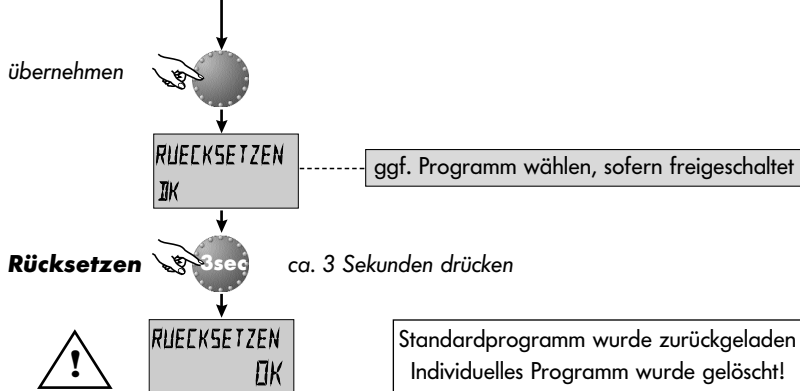 übernehmen
RUECKSETZEN
DK
ggf. Programm wählen, sofern freigeschaltet
Rücksetzen
3sec
ca. 3 Sekunden drücken
!
RUECKSETZEN
OK
Standardprogramm wurde zurückgeladen
Individuelles Programm wurde gelöscht!